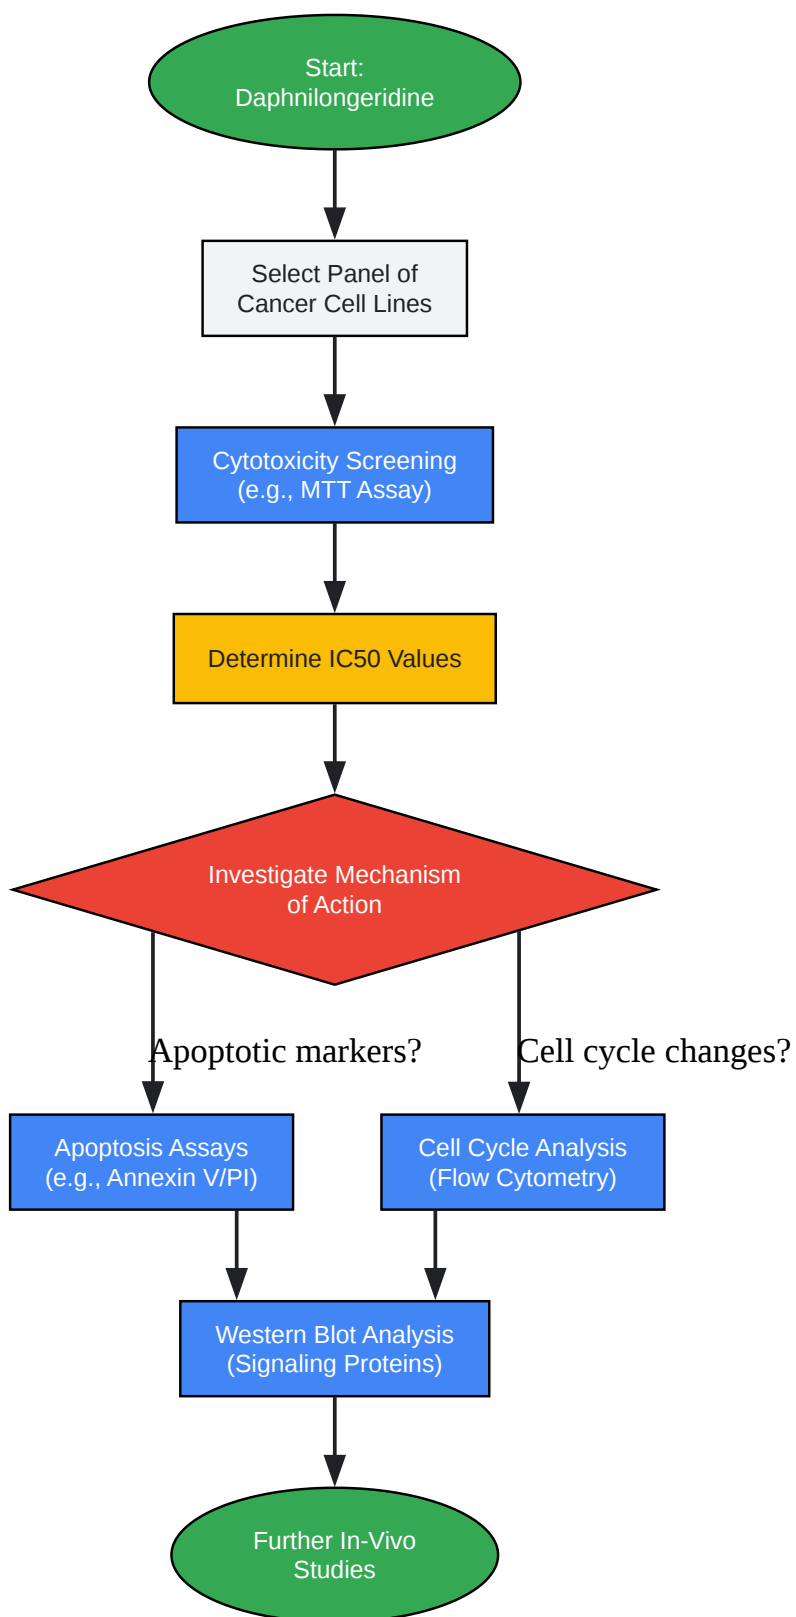 Start:
Daphnilongeridine
Select Panel of
Cancer Cell Lines
Cytotoxicity Screening
(e.g., MTT Assay)
Determine IC50 Values
Investigate Mechanism
of Action
Apoptotic markers?
Cell cycle changes?
Apoptosis Assays
(e.g., Annexin V/PI)
Cell Cycle Analysis
(Flow Cytometry)
Western Blot Analysis
(Signaling Proteins)
Further In-Vivo
Studies